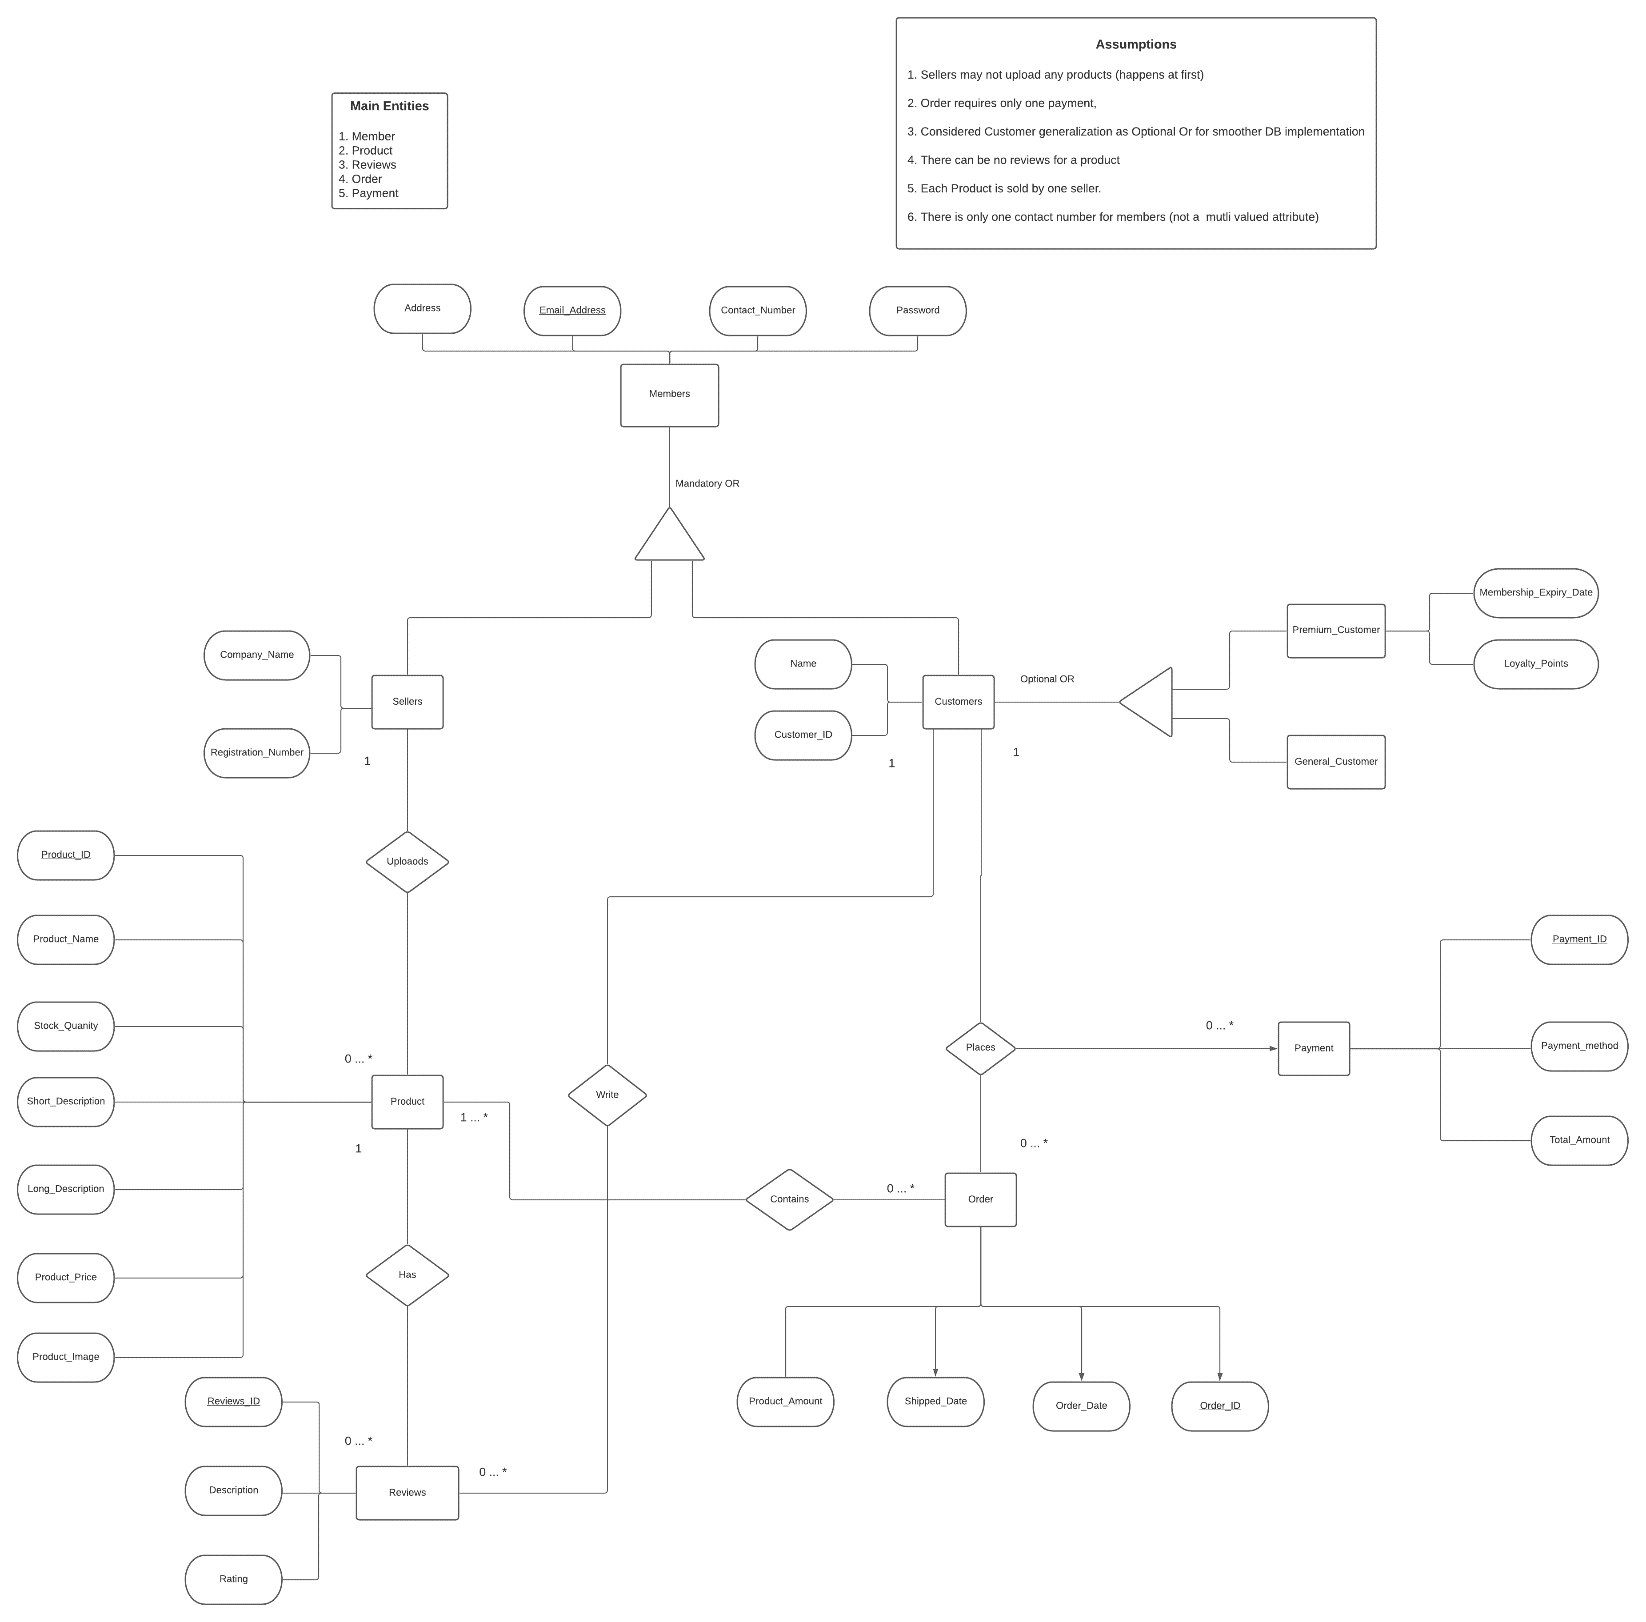 Assumptions
1. Sellers may not upload any products (happens at first)
2. Order requires only one payment,
3. Considered Customer generalization as Optional Or for smoother DB implementation
4. There can be no reviews for a product
5. Each Product is sold by one seller.
6. There is only one contact number for members (not a  mutli valued attribute)
Main Entities
1. Member
2. Product
3. Reviews
4. Order
5. Payment
Address
Email_Address
Contact_Number
Password
Members
Mandatory OR
Company_Name
Registration_Number
Sellers
1
Name
Customer_ID
Customers
1
1
Optional OR
Premium_Customer
General_Customer
Membership_Expiry_Date
Loyalty_Points
Uploaods
Product_ID
Product_Name
Stock_Quanity
Short_Description
Long_Description
Product_Price
Product_Image
0 ... *
Product
1 ... *
1
Write
Places
0 ... *
Payment
Payment_ID
Payment_method
Total_Amount
0 ... *
Contains
0 ... *
Order
Has
Product_Amount
Shipped_Date
Order_Date
Order_ID
Reviews_ID
Description
Rating
0 ... *
0 ... *
Reviews